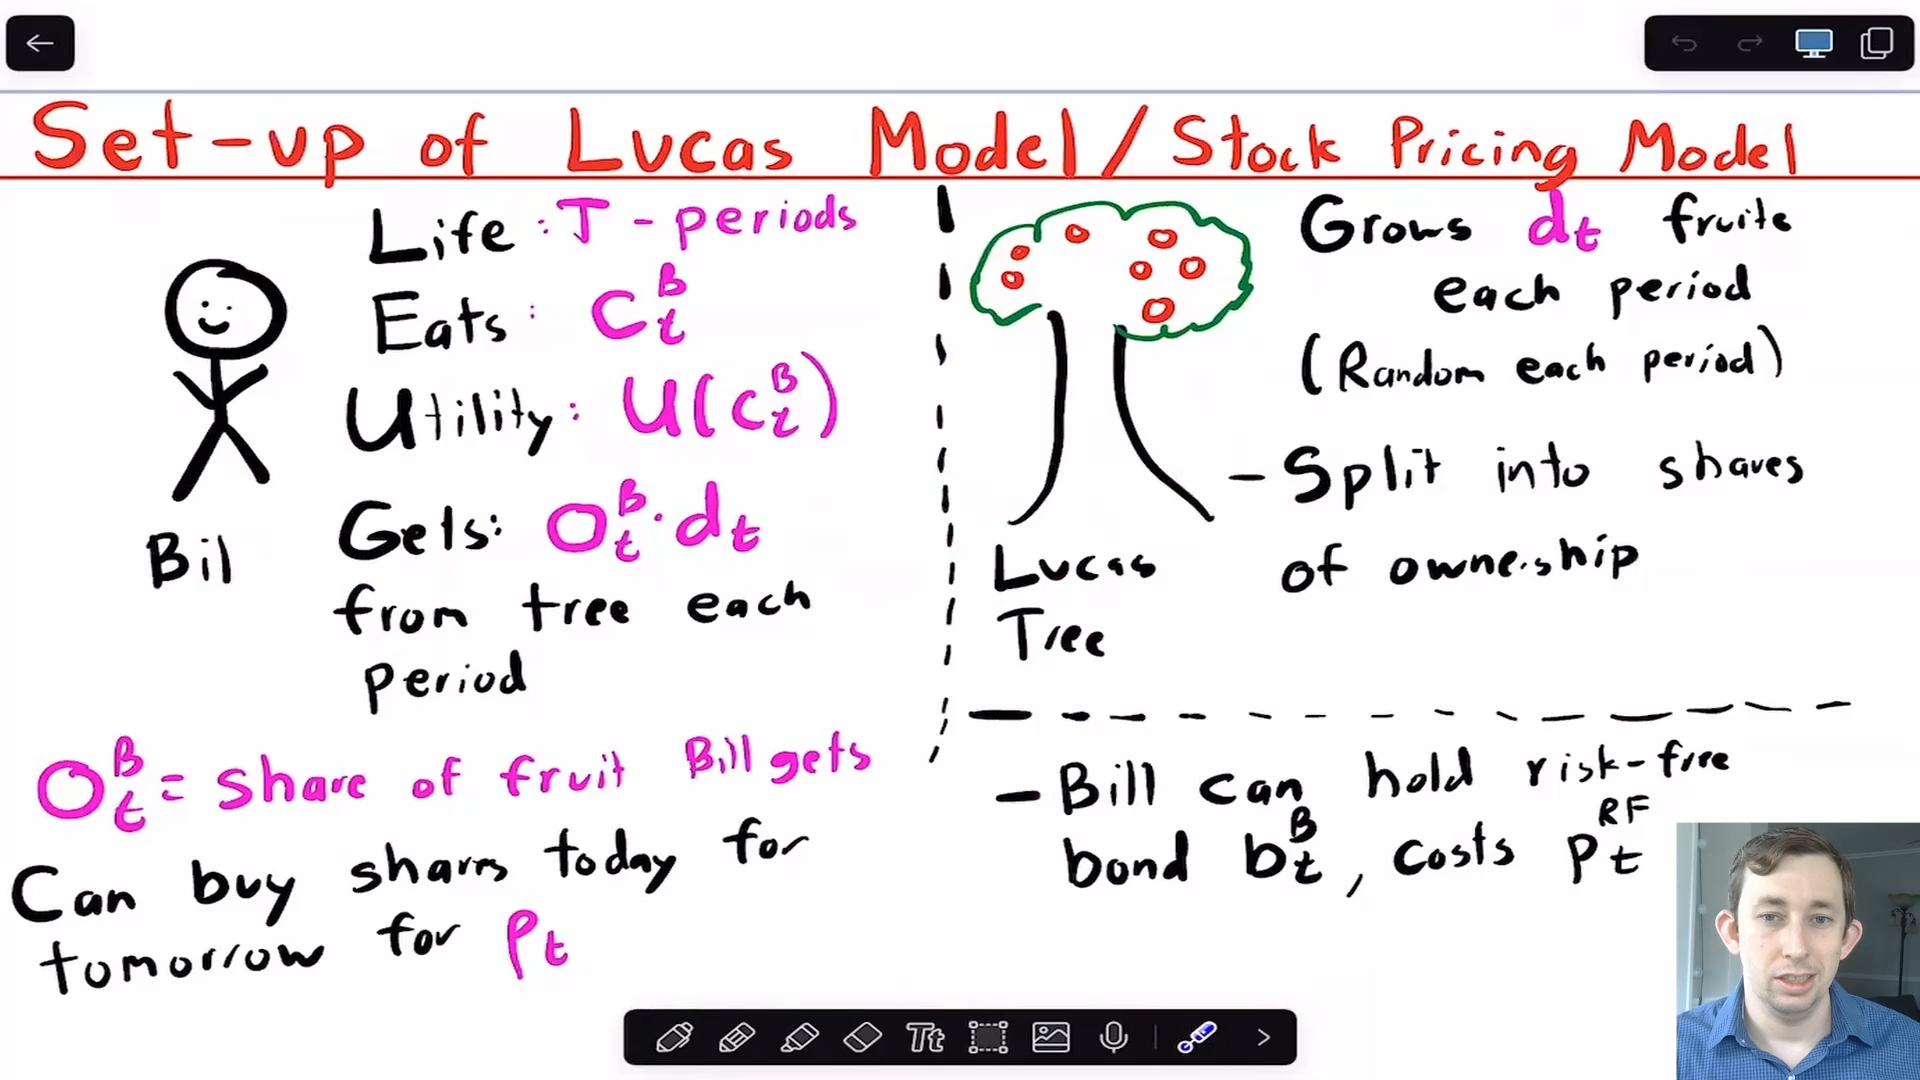 Set-up of Lucas Model / Stock Pricing Model
Life : T - periods
Eats : C_t^B
Utility : U(C_t^B)
Gets: O_t^B · d_t
from tree each
period
Bil
O_t^B = share of fruit Bill gets
Can buy shares today for
tomorrow for P_t
Grows d_t fruits
each period
(Random each period)
- Split into shares
of ownership
Lucas
Tree
- Bill can hold risk-free
bond b_t^B, costs P_t^RF
Tt